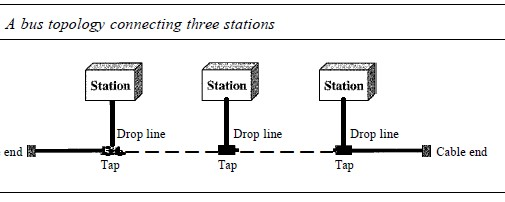 A bus topology connecting three stations
Station Station Station
Drop line Drop line Drop line
end Cable end
Tap Tap Tap